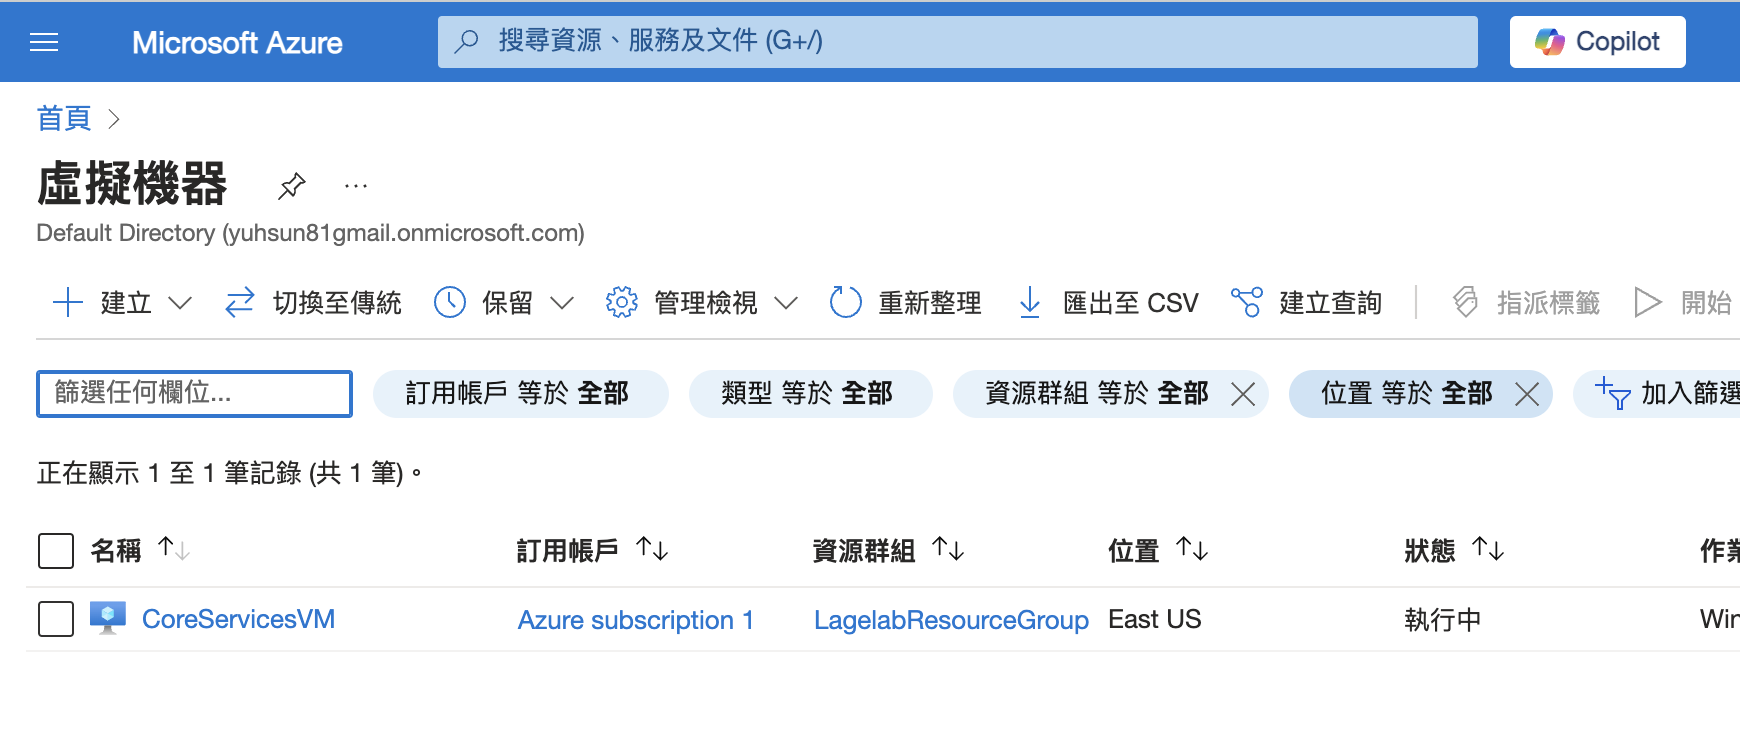 Microsoft Azure
搜尋資源、服務及文件 (G+/)
Copilot
首頁
虛擬機器
Default Directory (yuhsun81gmail.onmicrosoft.com)
建立 切換至傳統 保留 管理檢視 重新整理 匯出至 CSV 建立查詢 指派標籤 開始
篩選任何欄位... 訂用帳戶 等於 全部 類型 等於 全部 資源群組 等於 全部 位置 等於 全部 加入篩選
正在顯示 1 至 1 筆記錄 (共 1 筆)。
名稱 訂用帳戶 資源群組 位置 狀態 作業
CoreServicesVM Azure subscription 1 LagelabResourceGroup East US 執行中 Win